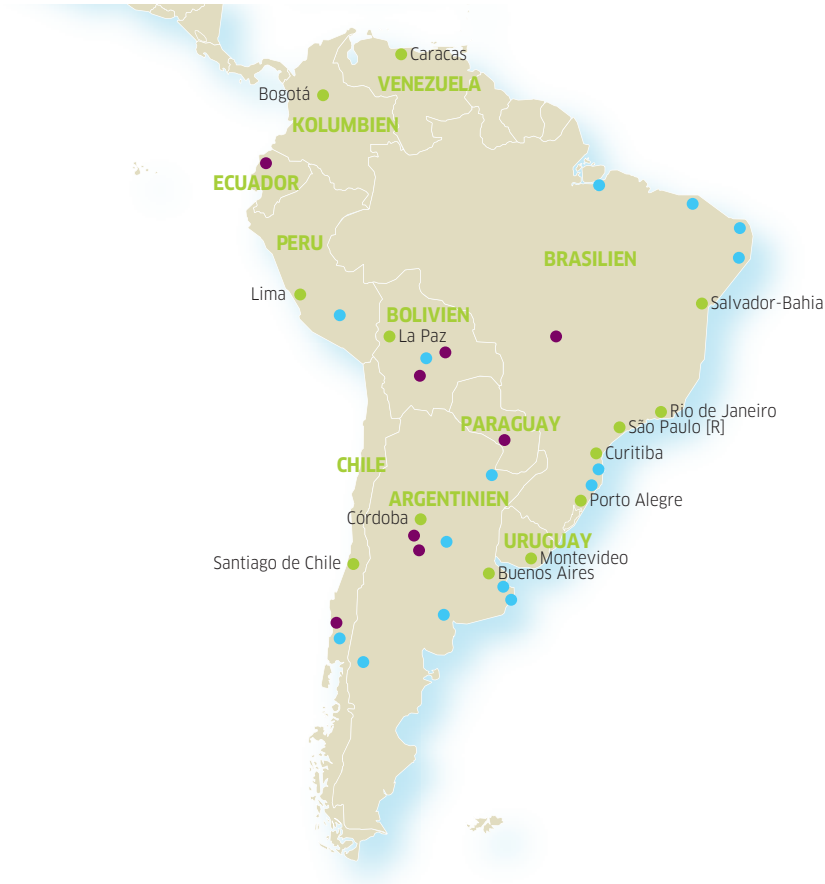 Caracas
VENEZUELA
Bogotá
KOLUMBIEN
ECUADOR
PERU
BRASILIEN
Lima
Salvador-Bahia
BOLIVIEN
La Paz
Rio de Janeiro
PARAGUAY
São Paulo [R]
Curitiba
CHILE
ARGENTINIEN
Porto Alegre
Córdoba
URUGUAY
Montevideo
Santiago de Chile
Buenos Aires